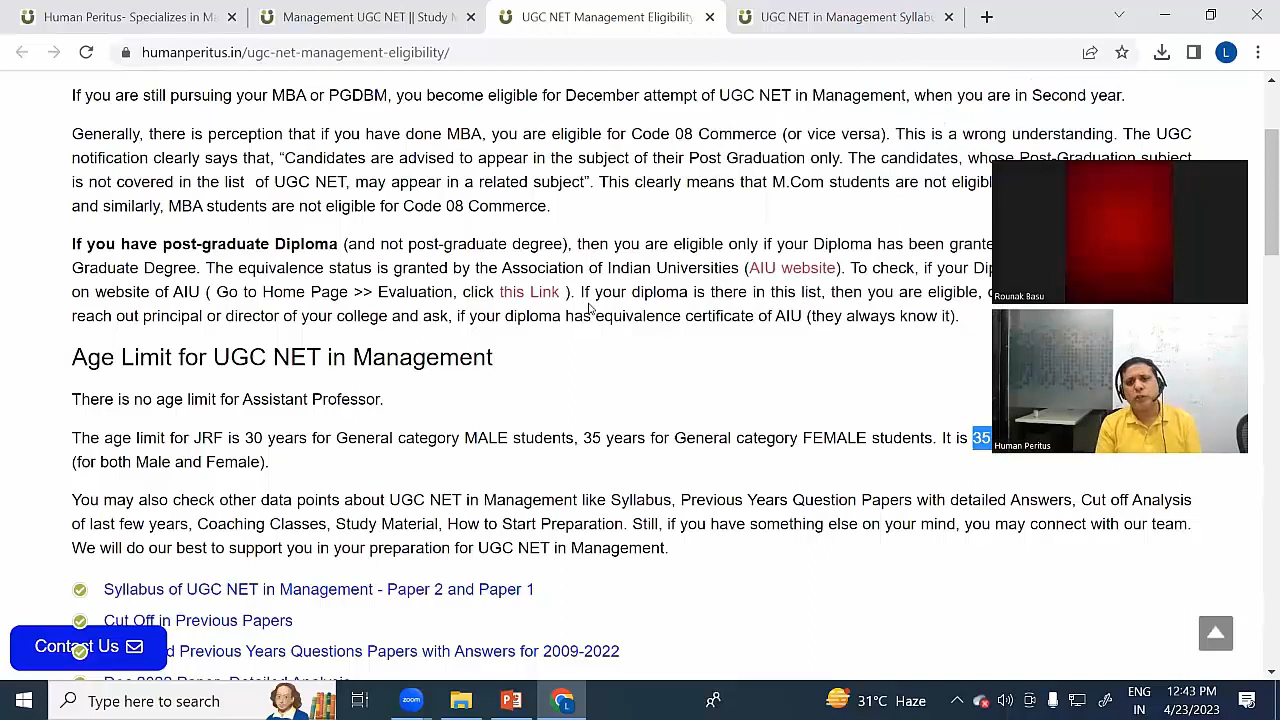 Human Peritus- Specializes in Ma
Management UGC NET || Study M
UGC NET Management Eligibility
UGC NET in Management Syllab
humanperitus.in/ugc-net-management-eligibility/
L
If you are still pursuing your MBA or PGDBM, you become eligible for December attempt of UGC NET in Management, when you are in Second year.
Generally, there is perception that if you have done MBA, you are eligible for Code 08 Commerce (or vice versa). This is a wrong understanding. The UGC
notification clearly says that, “Candidates are advised to appear in the subject of their Post Graduation only. The candidates, whose Post-Graduation subject
is not covered in the list of UGC NET, may appear in a related subject”. This clearly means that M.Com students are not eligibl
and similarly, MBA students are not eligible for Code 08 Commerce.
If you have post-graduate Diploma (and not post-graduate degree), then you are eligible only if your Diploma has been grante
Graduate Degree. The equivalence status is granted by the Association of Indian Universities (AIU website). To check, if your Dip
on website of AIU ( Go to Home Page >> Evaluation, click this Link ). If your diploma is there in this list, then you are eligible,
reach out principal or director of your college and ask, if your diploma has equivalence certificate of AIU (they always know it).
Rounak Basu
Age Limit for UGC NET in Management
There is no age limit for Assistant Professor.
The age limit for JRF is 30 years for General category MALE students, 35 years for General category FEMALE students. It is 35
Human Peritus
(for both Male and Female).
You may also check other data points about UGC NET in Management like Syllabus, Previous Years Question Papers with detailed Answers, Cut off Analysis
of last few years, Coaching Classes, Study Material, How to Start Preparation. Still, if you have something else on your mind, you may connect with our team.
We will do our best to support you in your preparation for UGC NET in Management.
Syllabus of UGC NET in Management - Paper 2 and Paper 1
Cut Off in Previous Papers
Contact Us
d Previous Years Questions Papers with Answers for 2009-2022
Type here to search
zoom
31°C Haze
ENG
IN
12:43 PM
4/23/2023